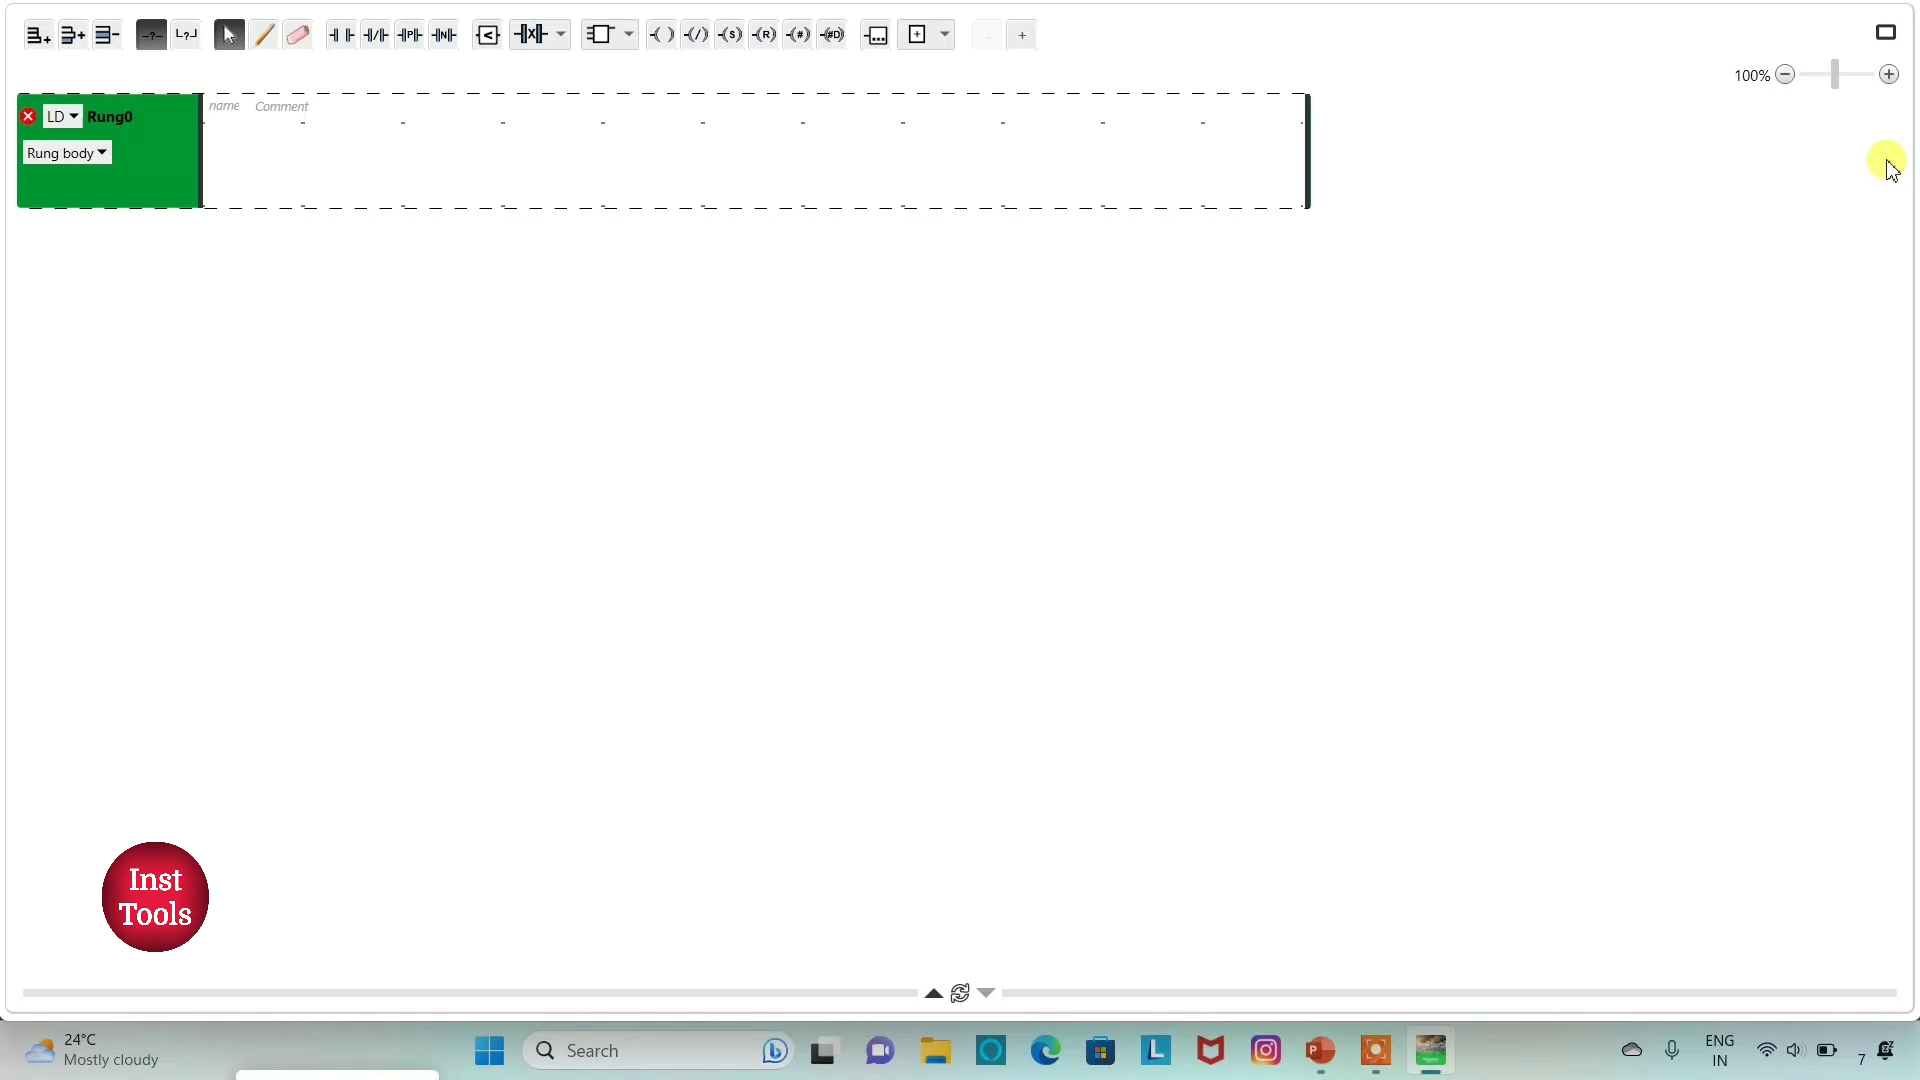 100%
LD Rung0
name Comment
Rung body
Inst
Tools
24°C
Mostly cloudy
Search
ENG
IN
7